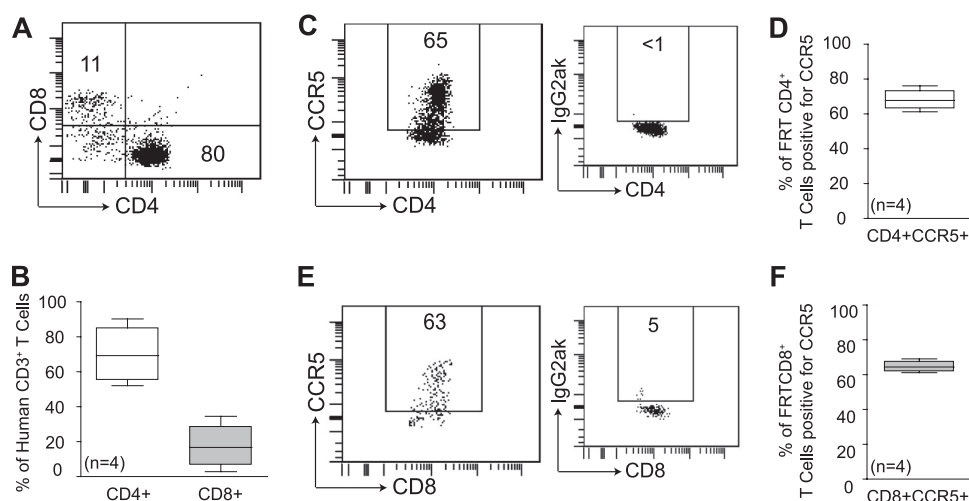 A
CD8
11
80
CD4
B
% of Human CD3+ T Cells
100
80
60
40
20
0
(n=4)
CD4+
CD8+
C
CCR5
65
CD4
IgG2ak
<1
CD4
D
% of FRT CD4+
T Cells positive for CCR5
100
80
60
40
20
0
(n=4)
CD4+CCR5+
E
CCR5
63
CD8
IgG2ak
5
CD8
F
% of FRTCD8+
T Cells positive for CCR5
100
80
60
40
20
0
(n=4)
CD8+CCR5+